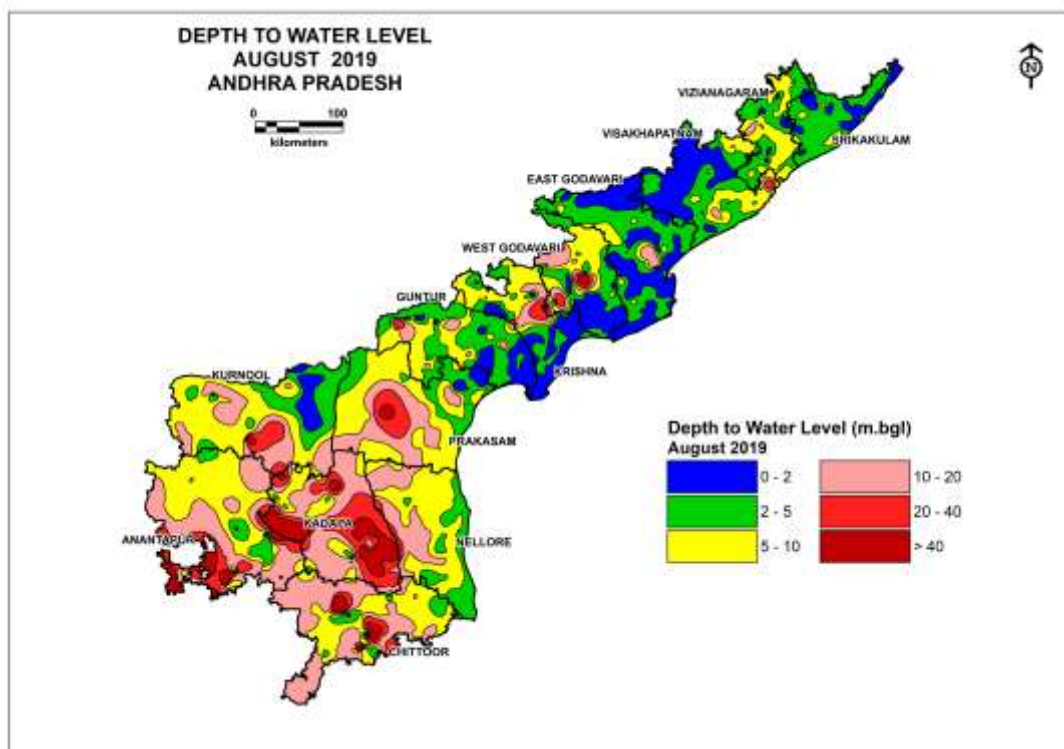 DEPTH TO WATER LEVEL
AUGUST 2019
ANDHRA PRADESH
0 100
kilometers
N
VIZIANAGARAM
VISAKHAPATNAM
SRIKAKULAM
EAST GODAVARI
WEST GODAVARI
GUNTUR
KRISHNA
KURNOOL
PRAKASAM
KADAPA
ANANTAPUR
NELLORE
CHITTOOR
Depth to Water Level (m.bgl)
August 2019
0 - 2 10 - 20
2 - 5 20 - 40
5 - 10 > 40